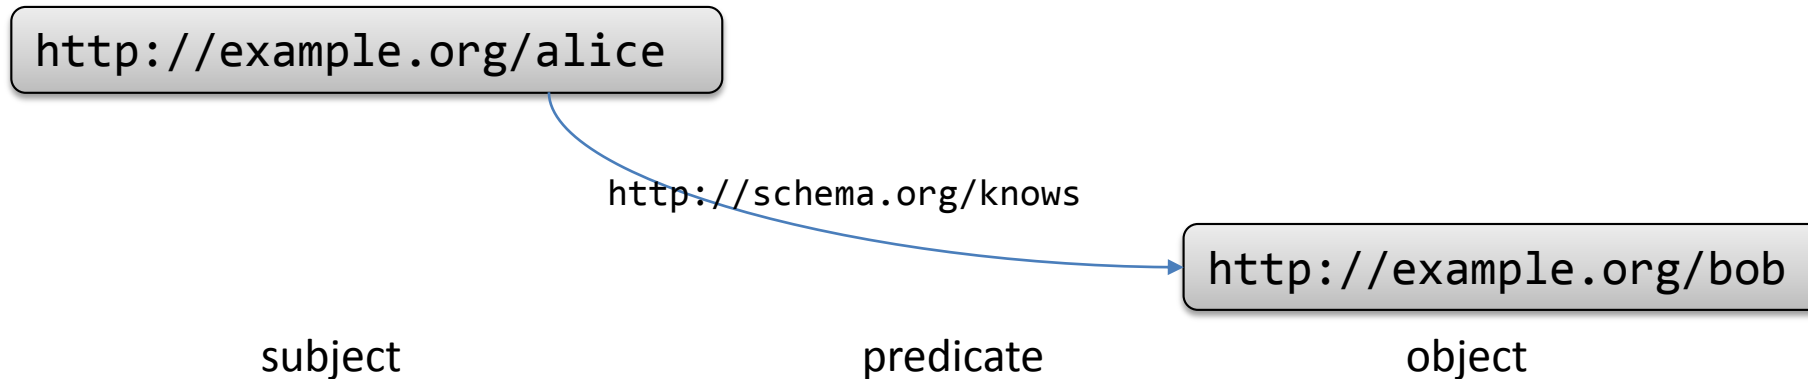 http://example.org/alice
http://schema.org/knows
http://example.org/bob
subject predicate object